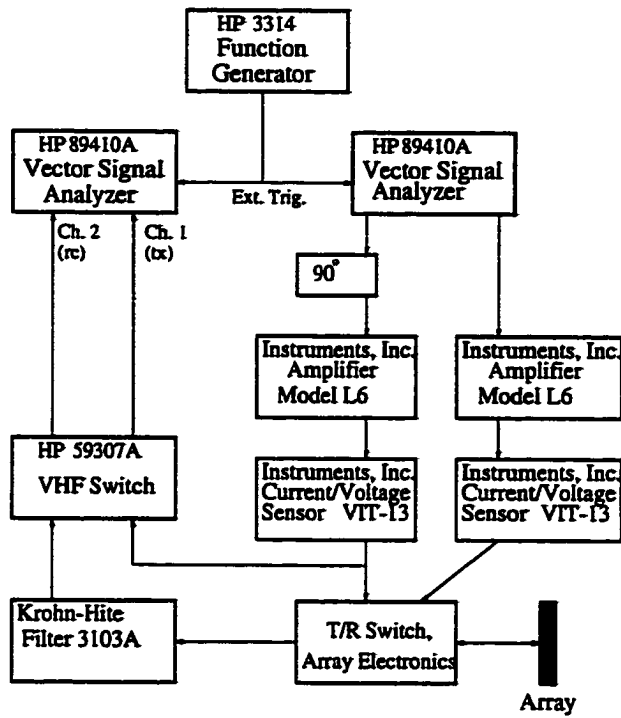 HP 3314
Function
Generator
HP 89410A
Vector Signal
Analyzer
HP 89410A
Vector Signal
Analyzer
Ext. Trig.
Ch. 2
(rc)
Ch. 1
(tx)
90°
Instruments, Inc.
Amplifier
Model L6
Instruments, Inc.
Amplifier
Model L6
HP 59307A
VHF Switch
Instruments, Inc.
Current/Voltage
Sensor VIT-13
Instruments, Inc.
Current/Voltage
Sensor VIT-13
Krohn-Hite
Filter 3103A
T/R Switch,
Array Electronics
Array